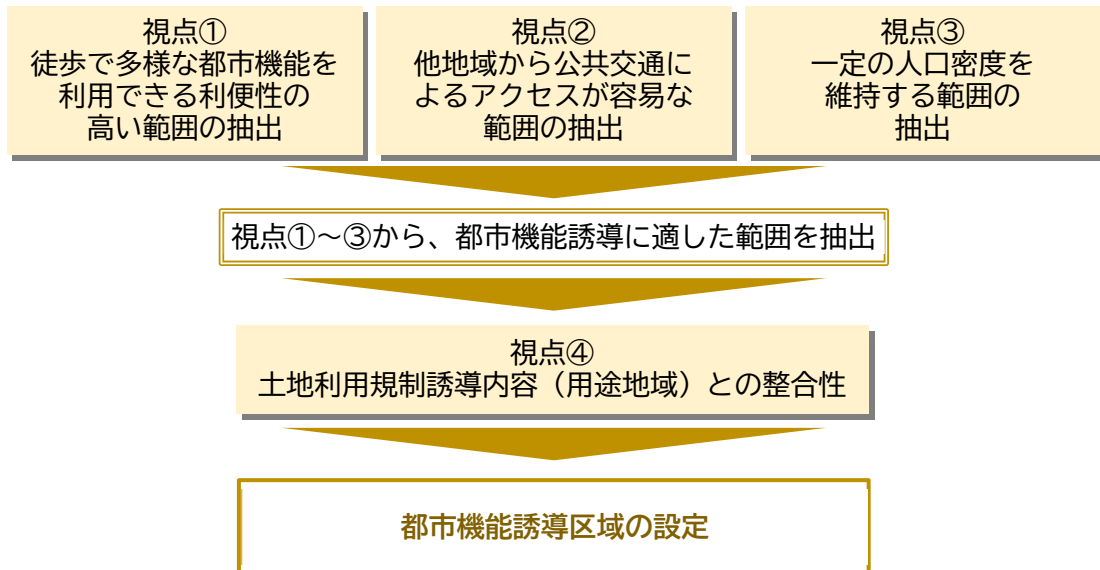 視点①
徒歩で多様な都市機能を
利用できる利便性の
高い範囲の抽出
視点②
他地域から公共交通に
よるアクセスが容易な
範囲の抽出
視点③
一定の人口密度を
維持する範囲の
抽出
視点①～③から、都市機能誘導に適した範囲を抽出
視点④
土地利用規制誘導内容（用途地域）との整合性
都市機能誘導区域の設定